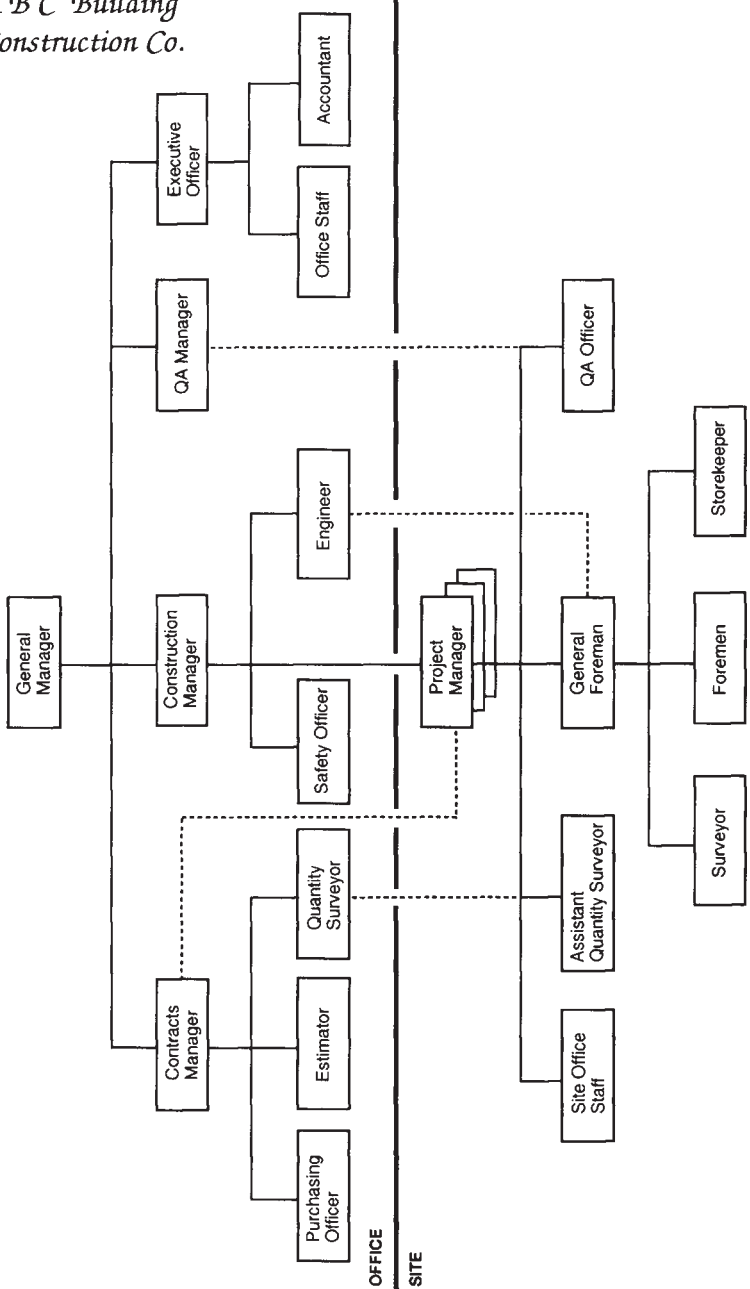 A B C Building
Construction Co.
General
Manager
Contracts
Manager
Construction
Manager
QA Manager
Executive
Officer
Purchasing
Officer
Estimator
Quantity
Surveyor
Safety Officer
Engineer
Office Staff
Accountant
OFFICE
SITE
Project
Manager
Site Office
Staff
Assistant
Quantity Surveyor
General
Foreman
QA Officer
Surveyor
Foremen
Storekeeper